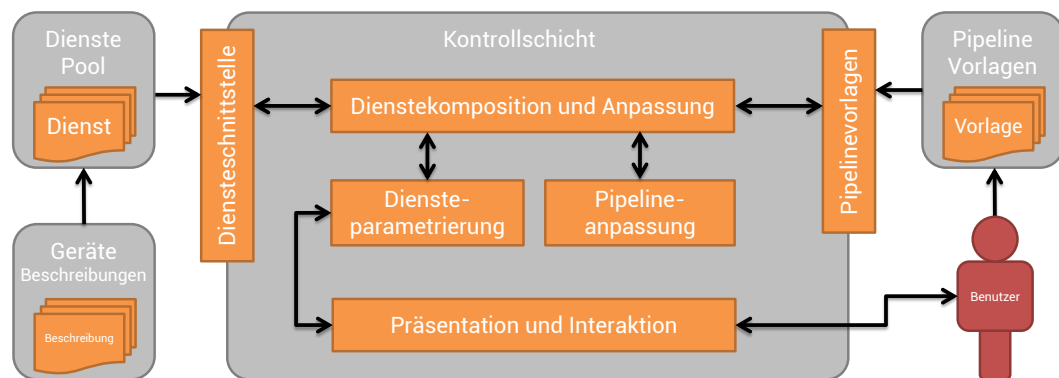 Dienste
Pool
Dienst
Geräte
Beschreibungen
Beschreibung
Diensteschnittstelle
Kontrollschicht
Dienstekomposition und Anpassung
Dienste-
parametrierung
Pipeline-
anpassung
Präsentation und Interaktion
Pipelinevorlagen
Pipeline
Vorlagen
Vorlage
Benutzer